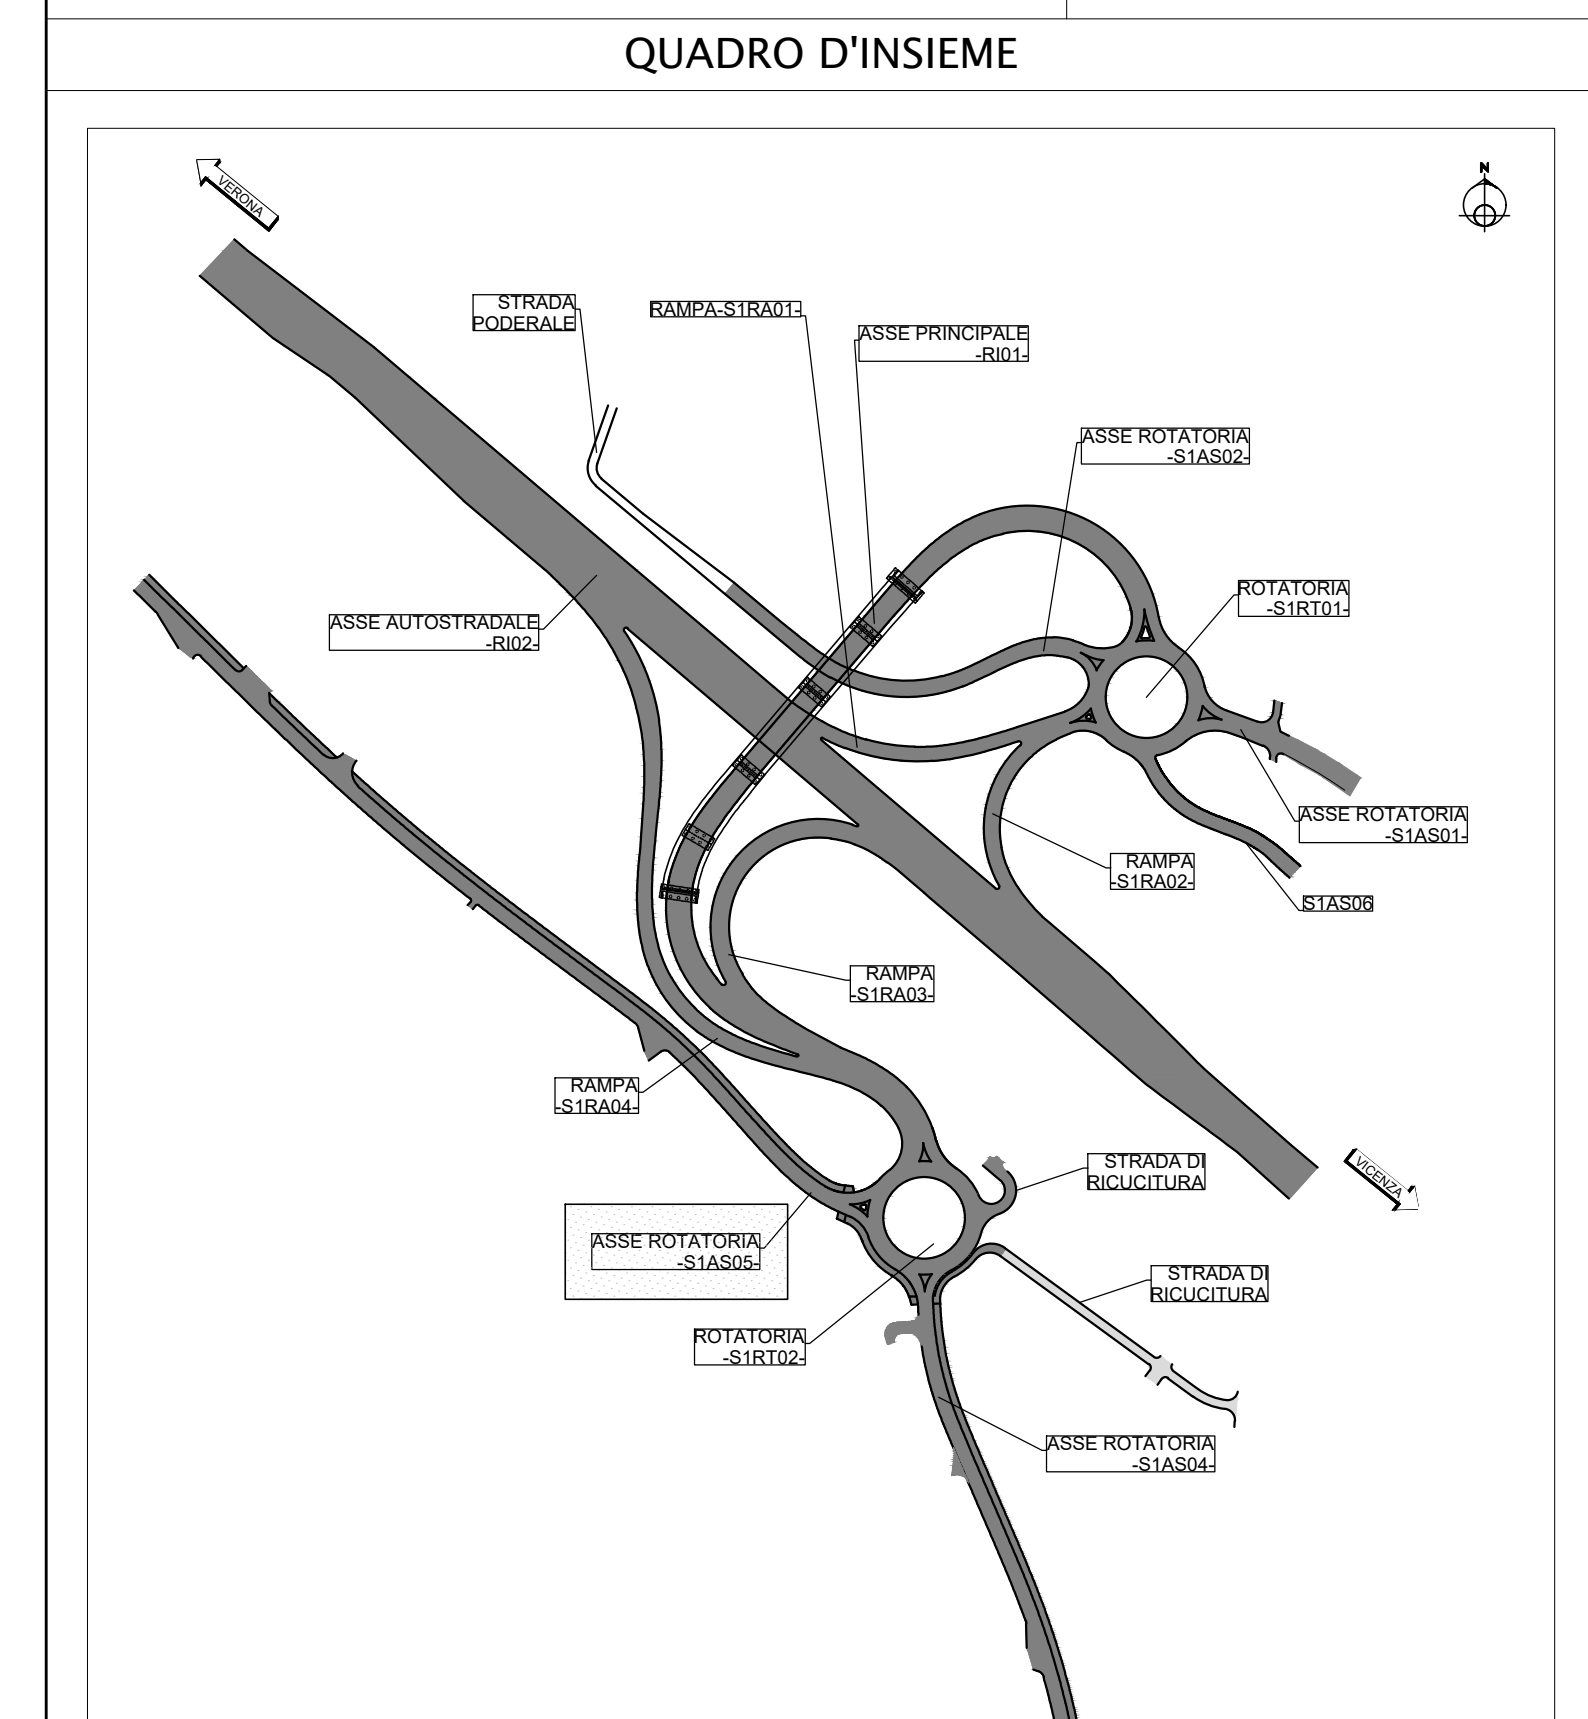 QUADRO D'INSIEME
VERONA
N
STRADA
PODERALE
RAMPA-S1RA01-
ASSE PRINCIPALE
-RI01-
ASSE ROTATORIA
-S1AS02-
ROTATORIA
-S1RT01-
ASSE AUTOSTRADALE
-RI02-
ASSE ROTATORIA
-S1AS01-
RAMPA
-S1RA02-
S1AS06
RAMPA
-S1RA03-
RAMPA
-S1RA04-
STRADA DI
RICUCITURA
VICENZA
ASSE ROTATORIA
-S1AS05-
STRADA DI
RICUCITURA
ROTATORIA
-S1RT02-
ASSE ROTATORIA
-S1AS04-